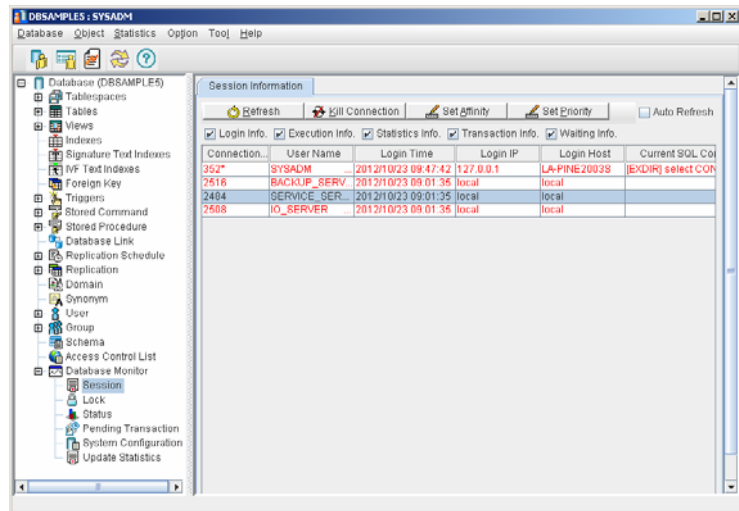 DBSAMPLE5 : SYSADM
Database Object Statistics Option Tool Help
Database (DBSAMPLE5)
Tablespaces
Tables
Views
Indexes
Signature Text Indexes
IVF Text Indexes
Foreign Key
Triggers
Stored Command
Stored Procedure
Database Link
Replication Schedule
Replication
Domain
Synonym
User
Group
Schema
Access Control List
Database Monitor
Session
Lock
Status
Pending Transaction
System Configuration
Update Statistics
Session Information
Refresh Kill Connection Set Affinity Set Priority Auto Refresh
Login Info. Execution Info. Statistics Info. Transaction Info. Waiting Info.
Connection... User Name Login Time Login IP Login Host Current SQL Co
352* SYSADM ... 2012/10/23 09:47:42 127.0.0.1 LA-PINE2003S [EXDIR] select CON
2516 BACKUP_SERV... 2012/10/23 09:01:35 local local
2484 SERVICE_SER... 2012/10/23 09:01:35 local local
2508 IO_SERVER ... 2012/10/23 09:01:35 local local